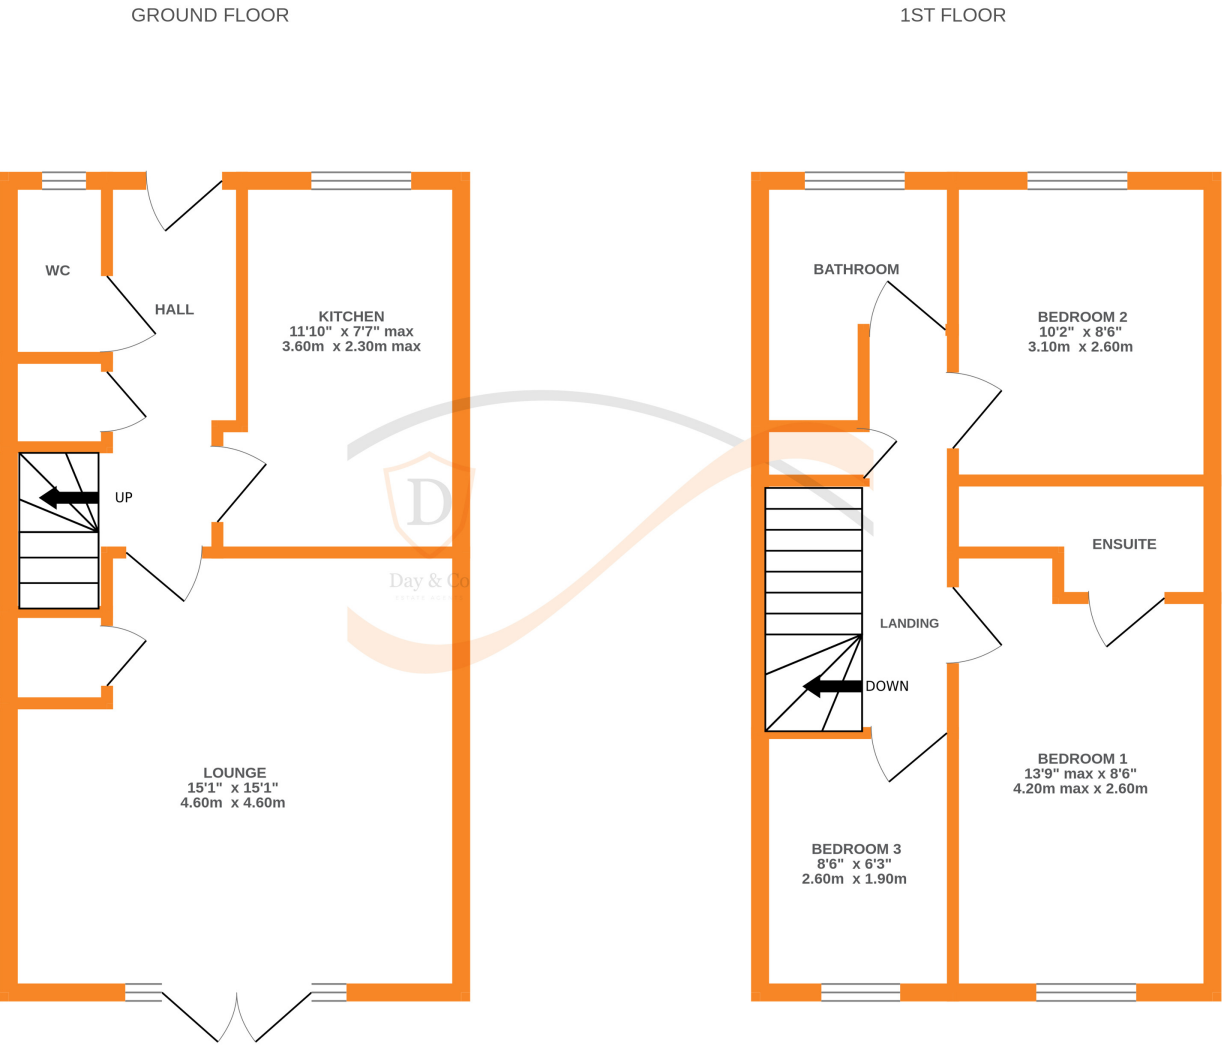 GROUND FLOOR
WC
HALL
KITCHEN
11'10" x 7'7" max
3.60m x 2.30m max
UP
D
Day & Co
ESTATE AGENTS
LOUNGE
15'1" x 15'1"
4.60m x 4.60m
1ST FLOOR
BATHROOM
BEDROOM 2
10'2" x 8'6"
3.10m x 2.60m
ENSUITE
LANDING
DOWN
BEDROOM 1
13'9" max x 8'6"
4.20m max x 2.60m
BEDROOM 3
8'6" x 6'3"
2.60m x 1.90m